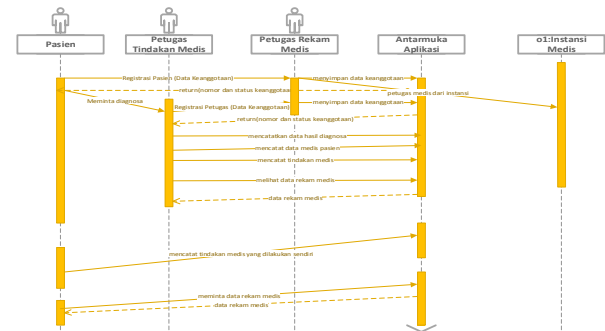 Pasien
Petugas
Tindakan Medis
Petugas Rekam
Medis
Antarmuka
Aplikasi
o1:Instansi
Medis
Registrasi Pasien (Data Keanggotaan)
menyimpan data keanggotaan
return(nomor dan status keanggotaan
petugas medis dari instansi
Meminta diagnosa
Registrasi Petugas (Data Keanggotaan)
menyimpan data keanggotaan
return(nomor dan status keanggotaan)
mencatatkan data hasil diagnosa
mencatat data medis pasien
mencatat tindakan medis
melihat data rekam medis
data rekam medis
mencatat tindakan medis yang dilakukan sendiri
meminta data rekam medis
data rekam medis